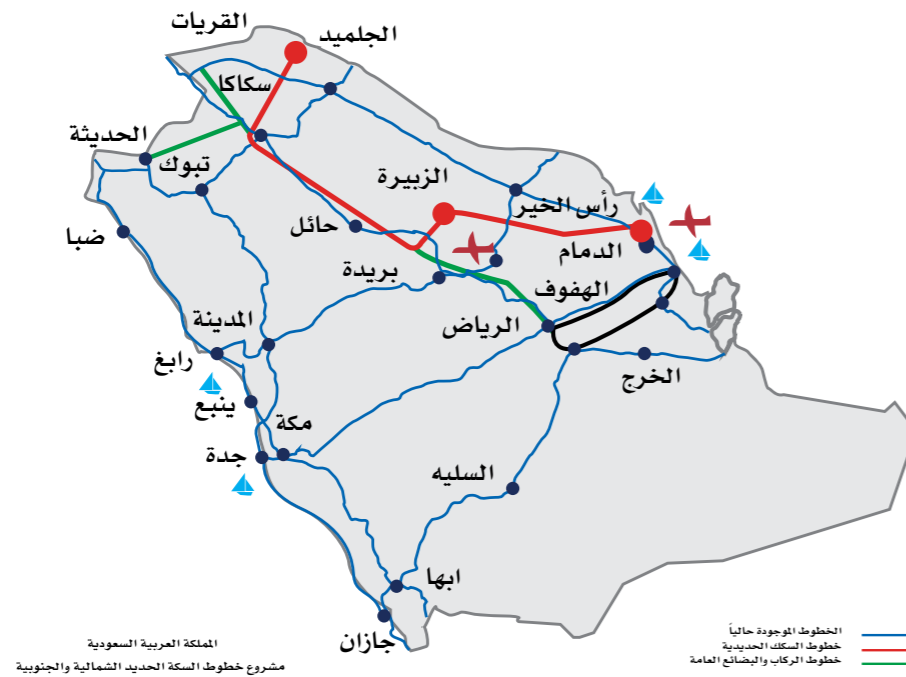 القريات
الجلميد
سكاكا
الحديثة
تبوك
الزبيرة
رأس الخير
ضبا
حائل
الدمام
بريدة
الهفوف
المدينة
الرياض
رابغ
الخرج
ينبع
مكة
جدة
السليه
ابها
جازان
الخطوط الموجودة حالياً
خطوط السكك الحديدية
خطوط الركاب والبضائع العامة
المملكة العربية السعودية
مشروع خطوط السكة الحديد الشمالية والجنوبية